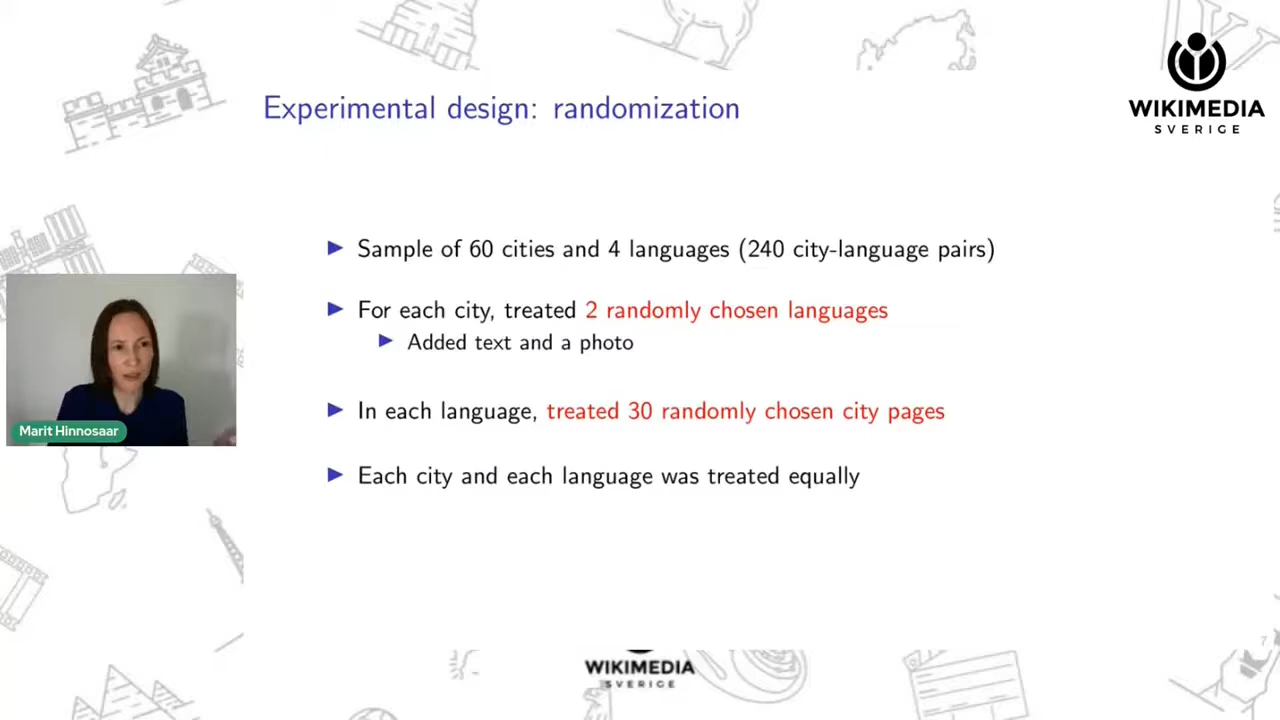 WIKIMEDIA
SVERIGE
Experimental design: randomization
Sample of 60 cities and 4 languages (240 city-language pairs)
For each city, treated 2 randomly chosen languages
Added text and a photo
In each language, treated 30 randomly chosen city pages
Each city and each language was treated equally
Marit Hinnosaar
7
WIKIMEDIA
SVERIGE